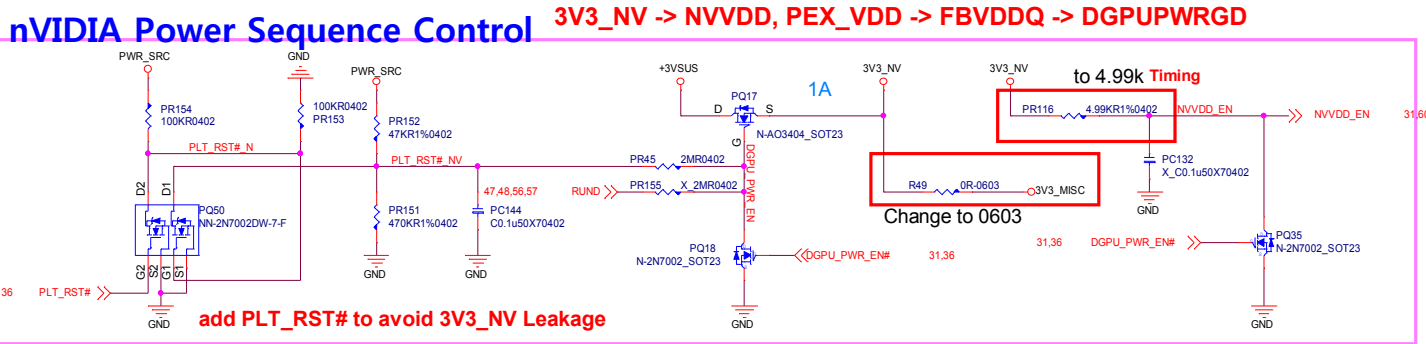 nVIDIA Power Sequence Control
3V3_NV -> NVVDD, PEX_VDD -> FBVDDQ -> DGPUPWRGD
PWR_SRC
GND
PWR_SRC
+3VSUS
3V3_NV
3V3_NV
to 4.99k Timing
PR154
100KR0402
100KR0402
PR153
PR152
47KR1%0402
PQ17
D
S
G
1A
N-AO3404_SOT23
PR116
4.99KR1%0402
NVVDD_EN
NVVDD_EN
31,60
PLT_RST#_N
PLT_RST#_NV
PR45
2MR0402
DGPU_PWR_EN
PC132
X_C0.1u50X70402
GND
D2
D1
PQ50
NN-2N7002DW-7-F
G2
S2
G1
S1
PR151
470KR1%0402
GND
47,48,56,57
PC144
C0.1u50X70402
GND
RUND
PR155
X_2MR0402
R49
0R-0603
3V3_MISC
Change to 0603
PQ18
N-2N7002_SOT23
DGPU_PWR_EN#
31,36
31,36
DGPU_PWR_EN#
PQ35
N-2N7002_SOT23
36
PLT_RST#
GND
add PLT_RST# to avoid 3V3_NV Leakage
GND
GND